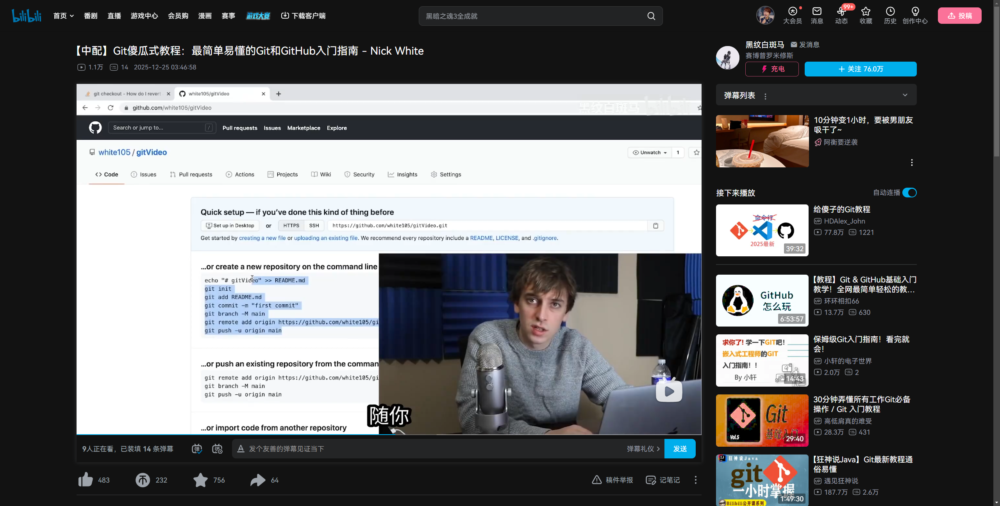 bilibili
首页
番剧
直播
游戏中心
会员购
漫画
赛事
游戏大赛
下载客户端
黑暗之魂3全成就
大会员
消息
99+
动态
收藏
历史
创作中心
投稿
【中配】Git傻瓜式教程：最简单易懂的Git和GitHub入门指南 - Nick White
1.1万 14 2025-12-25 03:46:58
git checkout - How do I revert
white105/gitVideo
github.com/white105/gitVideo
黑纹白斑马 bilibili
Search or jump to... /
Pull requests Issues Marketplace Explore
white105 / gitVideo
Unwatch 1
Code Issues Pull requests Actions Projects Wiki Security Insights Settings
Quick setup — if you've done this kind of thing before
Set up in Desktop or HTTPS SSH https://github.com/white105/gitVideo.git
Get started by creating a new file or uploading an existing file. We recommend every repository include a README, LICENSE, and .gitignore.
...or create a new repository on the command line
echo "# gitVideo" >> README.md
git init
git add README.md
git commit -m "first commit"
git branch -M main
git remote add origin https://github.com/white105/gi
git push -u origin main
...or push an existing repository from the comman
git remote add origin https://github.com/white105/gi
git branch -M main
git push -u origin main
...or import code from another repository
随你
9人正在看，已装填 14 条弹幕
弹
弹
A 发个友善的弹幕见证当下
弹幕礼仪
发送
483
232
756
64
稿件举报
记笔记
黑纹白斑马
发消息
赛博普罗米修斯
充电
+ 关注 76.0万
弹幕列表
10分钟变1小时，要被男朋友
吸干了~
阿衡要逆袭
接下来播放
自动连播
命令行
2025最新
39:32
给傻子的Git教程
UP HDAlex_John
77.8万 1221
GitHub
怎么玩
6:53:57
【教程】Git & GitHub基础入门
教学！全网最简单轻松的教...
UP 环环相扣66
13.7万 630
求你了! 学一下GIT吧!
嵌入式工程师的GIT
入门指南！！
By 小轩
14:43
保姆级Git入门指南！看完就
会！
UP 小轩的电子世界
2.0万 2
Git
基础入门
Vol.5
29:40
30分钟弄懂所有工作Git必备
操作 / Git 入门教程
UP 高低肩真的难受
28.3万 431
IJ 狂神说Java
git
一小时掌握
Bilibili公开课系列
1:49:30
【狂神说Java】Git最新教程通
俗易懂
UP 遇见狂神说
187.7万 2.6万